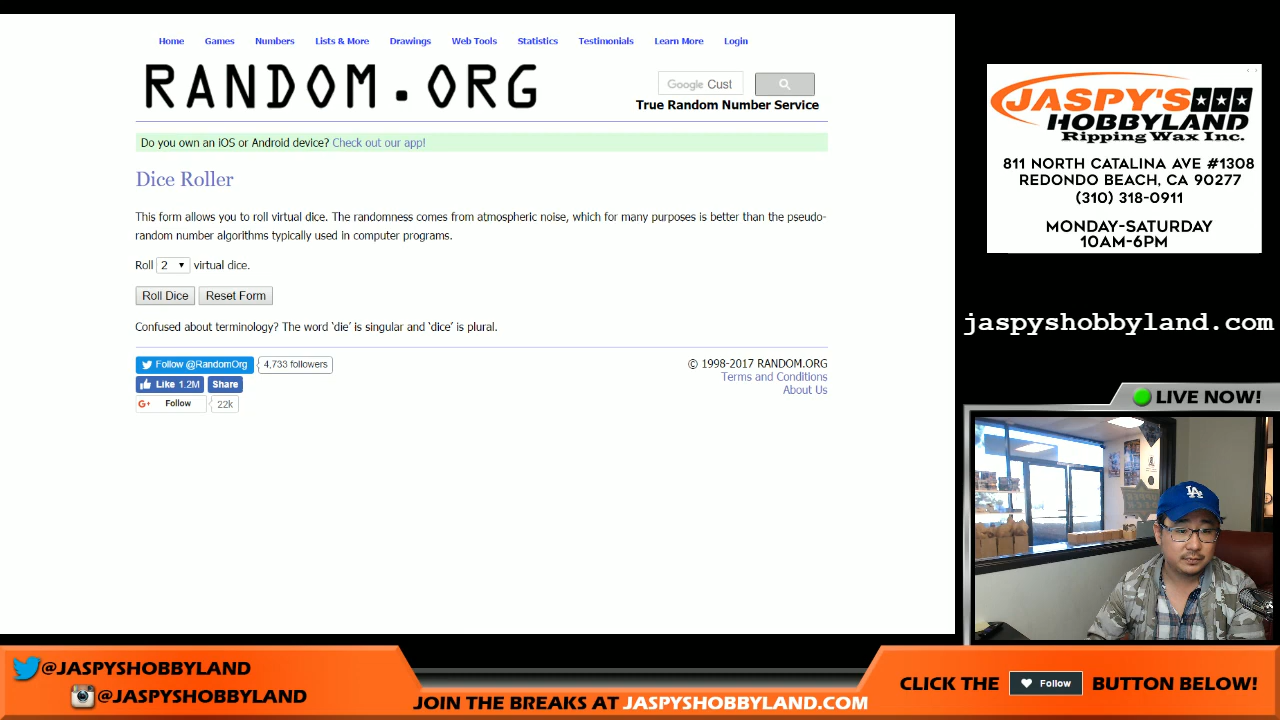 Home Games Numbers Lists & More Drawings Web Tools Statistics Testimonials Learn More Login
RANDOM.ORG
Google Cust
True Random Number Service
Do you own an iOS or Android device? Check out our app!
Dice Roller
This form allows you to roll virtual dice. The randomness comes from atmospheric noise, which for many purposes is better than the pseudo-
random number algorithms typically used in computer programs.
Roll 2 virtual dice.
Roll Dice Reset Form
Confused about terminology? The word ‘die’ is singular and ‘dice’ is plural.
Follow @RandomOrg 4,733 followers
Like 1.2M Share
G+ Follow 22k
© 1998-2017 RANDOM.ORG
Terms and Conditions
About Us
JASPY'S
HOBBYLAND
Ripping Wax Inc.
811 NORTH CATALINA AVE #1308
REDONDO BEACH, CA 90277
(310) 318-0911
MONDAY-SATURDAY
10AM-6PM
jaspyshobbyland.com
LIVE NOW!
LA
@JASPYSHOBBYLAND
@JASPYSHOBBYLAND
JOIN THE BREAKS AT JASPYSHOBBYLAND.COM
CLICK THE Follow BUTTON BELOW!